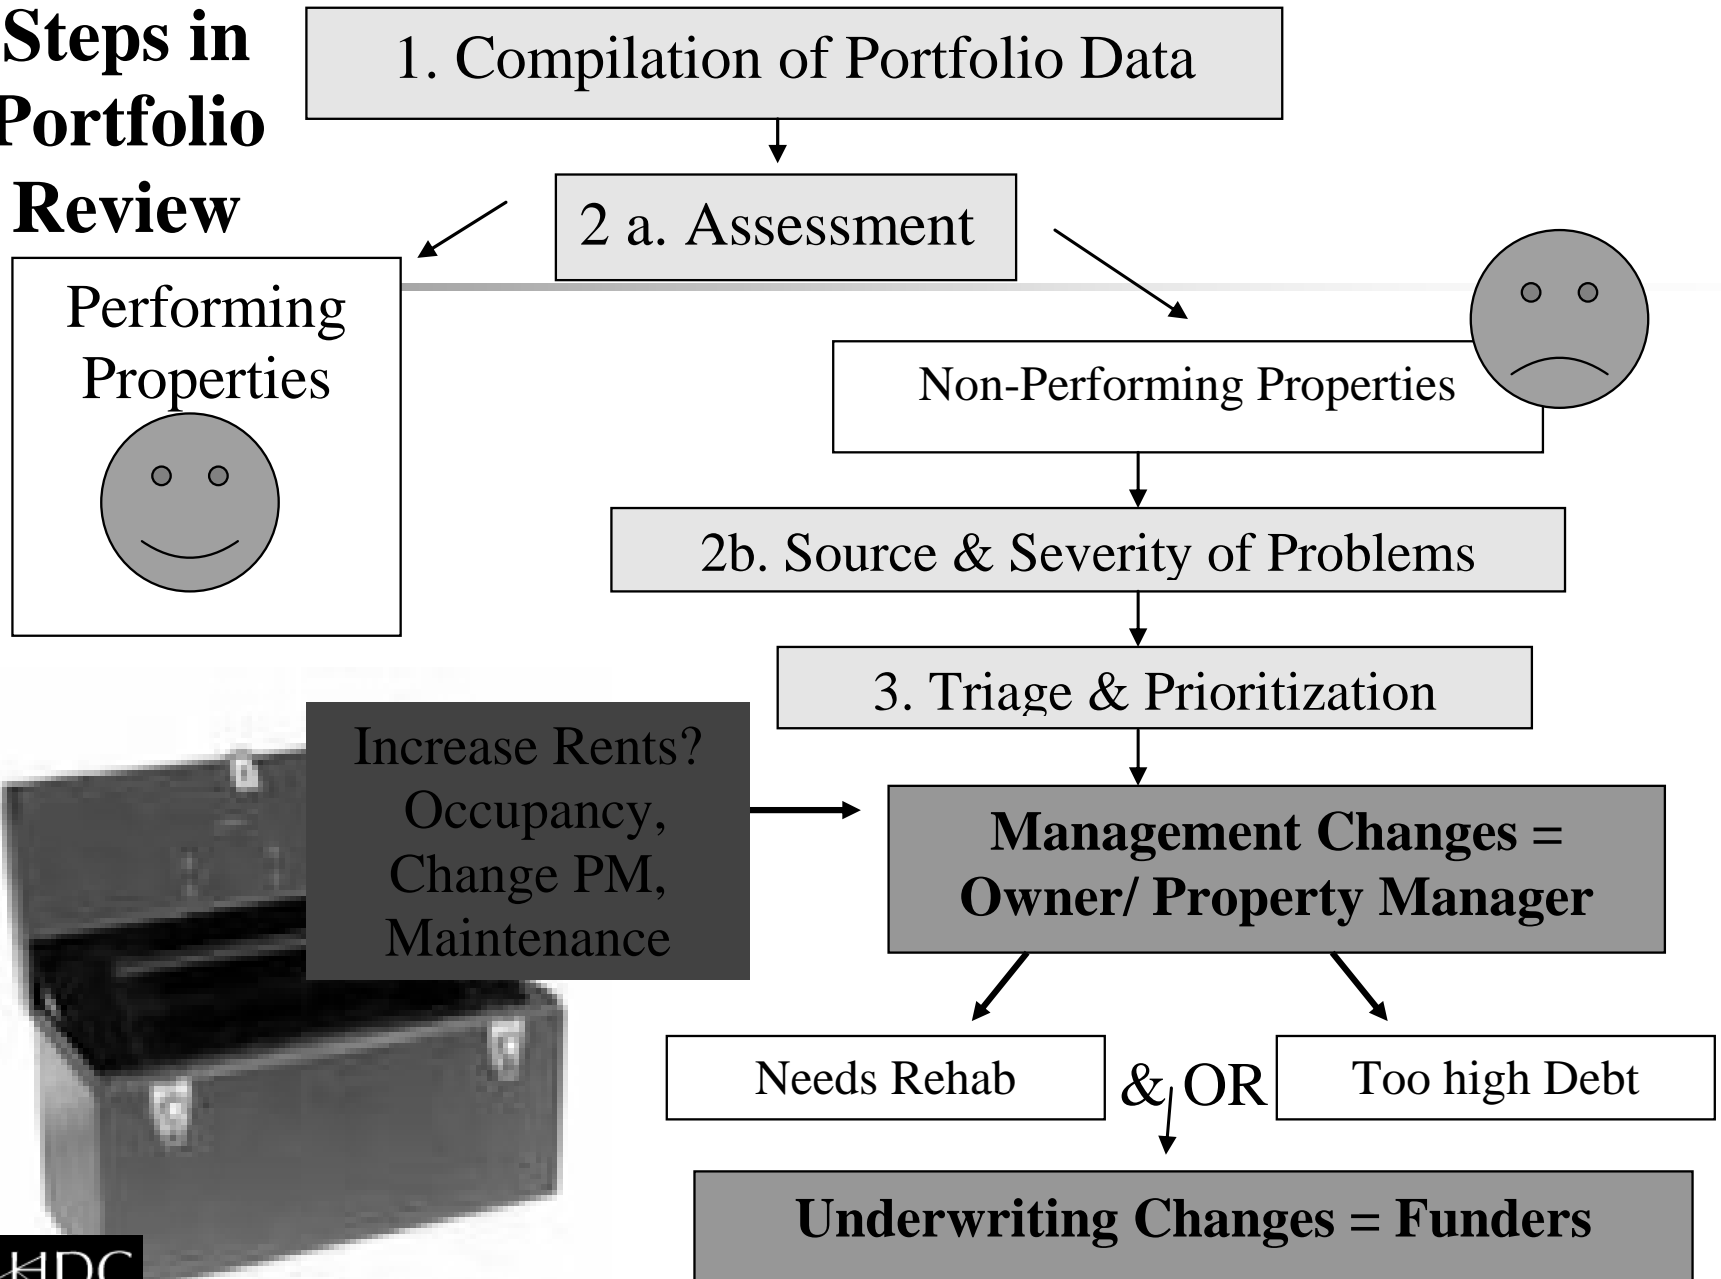 Steps in
Portfolio
Review
1. Compilation of Portfolio Data
2 a. Assessment
Performing
Properties
Non-Performing Properties
2b. Source & Severity of Problems
3. Triage & Prioritization
Increase Rents?
Occupancy,
Change PM,
Maintenance
Management Changes =
Owner/ Property Manager
Needs Rehab
&/OR
Too high Debt
Underwriting Changes = Funders
HDC